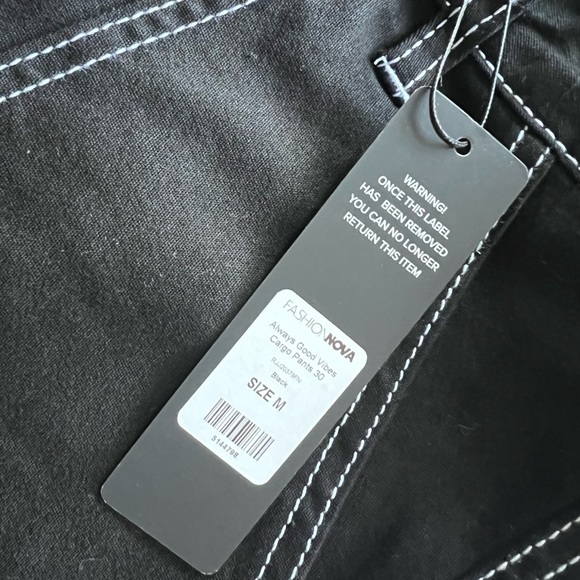 WARNING!
ONCE THIS LABEL
HAS BEEN REMOVED
YOU CAN NO LONGER
RETURN THIS ITEM
FASHIONNOVA
Always Good Vibes
Cargo Pants 30
Black
SIZE M
5144798